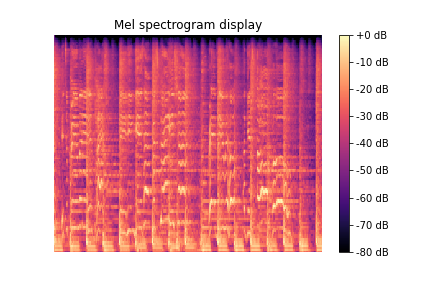 Mel spectrogram display
+0 dB
-10 dB
-20 dB
-30 dB
-40 dB
-50 dB
-60 dB
-70 dB
-80 dB